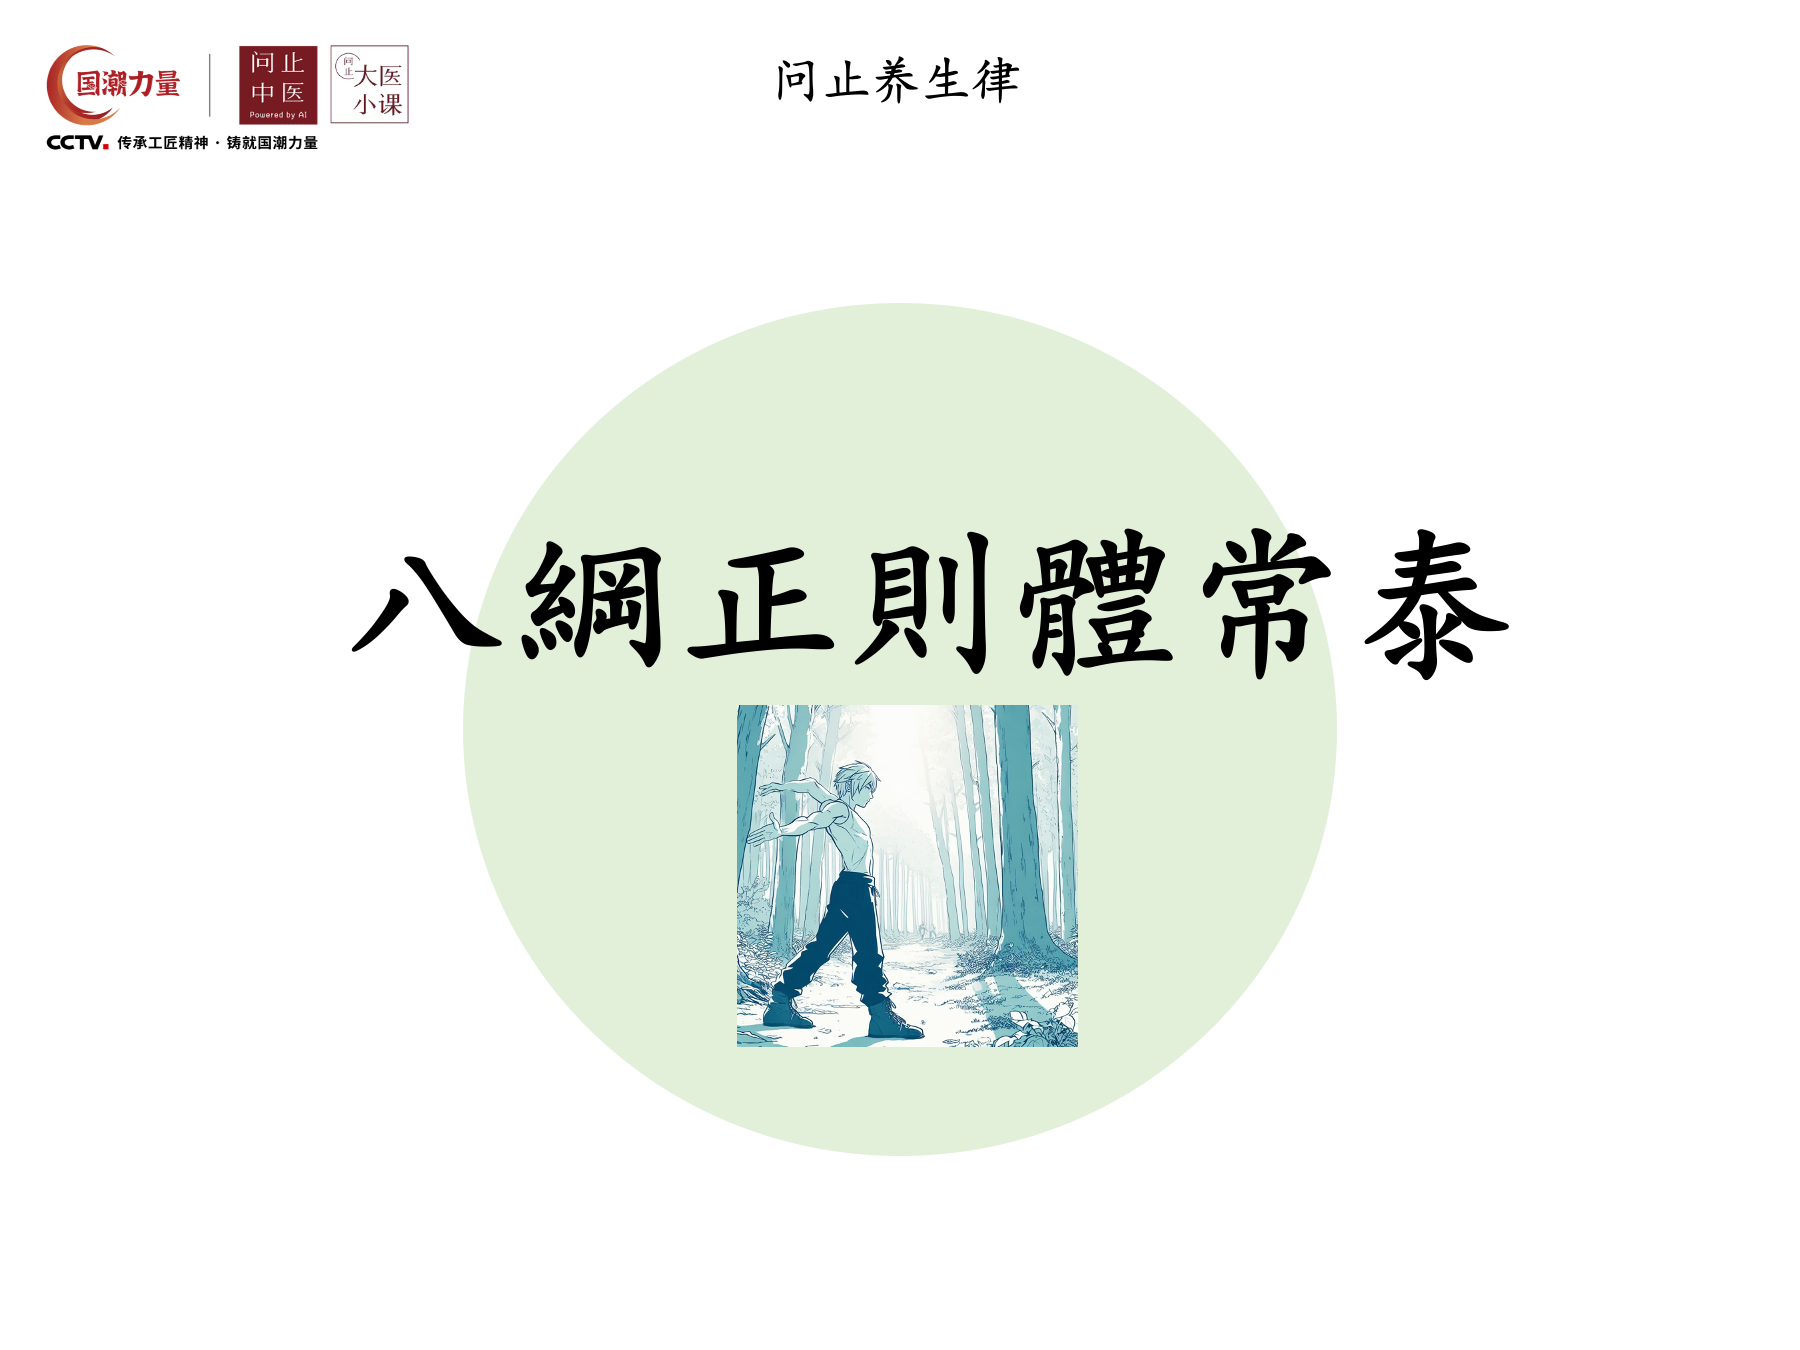 国潮力量
CCTV. 传承工匠精神·铸就国潮力量
问止
中医
Powered by AI
问止
大医
小课
问止养生律
八綱正則體常泰